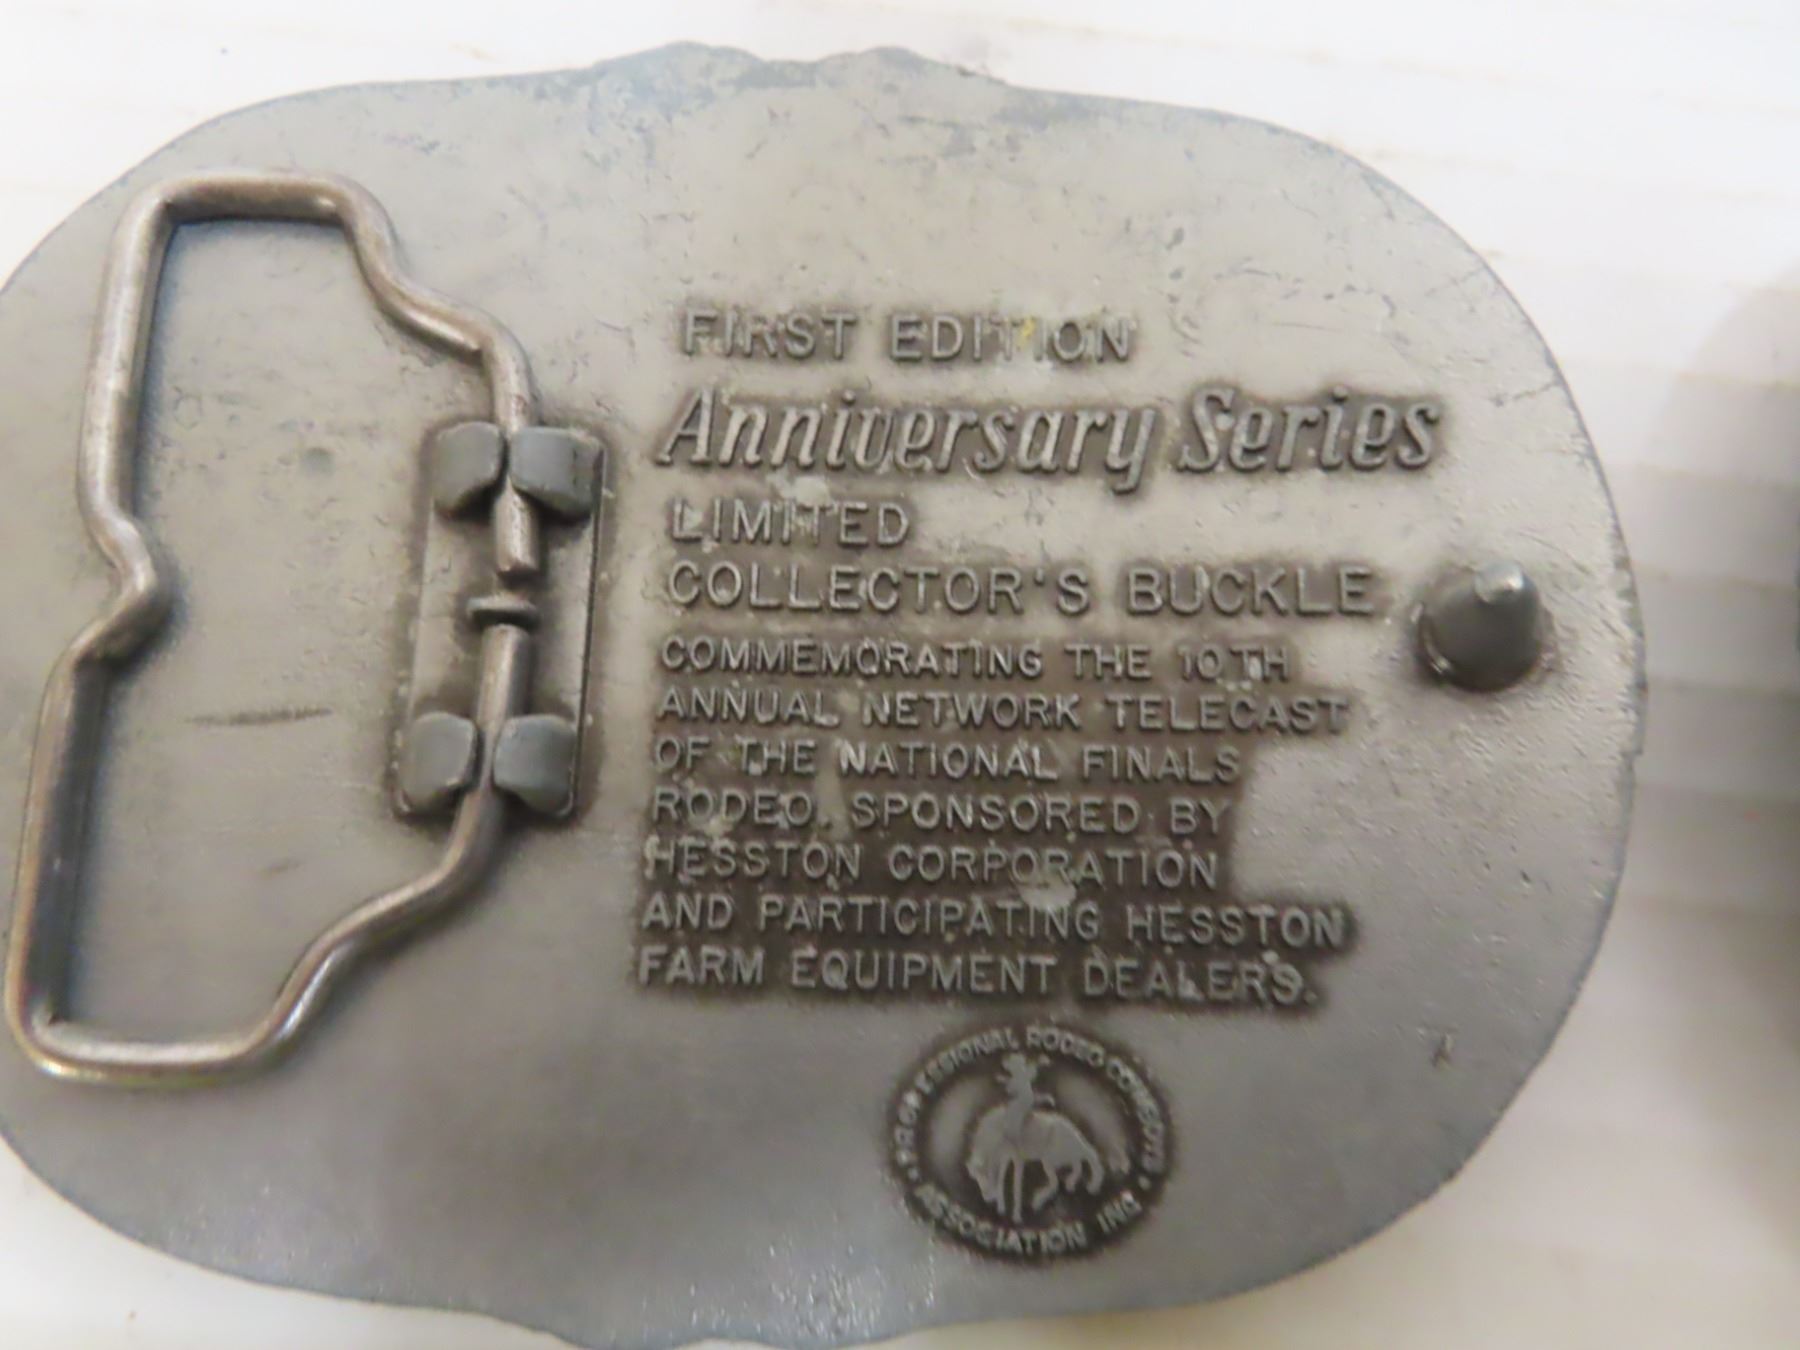 FIRST EDITION
Anniversary Series
LIMITED
COLLECTOR'S BUCKLE
COMMEMORATING THE 10TH
ANNUAL NETWORK TELECAST
OF THE NATIONAL FINALS
RODEO. SPONSORED BY
HESSTON CORPORATION
AND PARTICIPATING HESSTON
FARM EQUIPMENT DEALERS.
PROFESSIONAL RODEO COWBOYS
ASSOCIATION INC